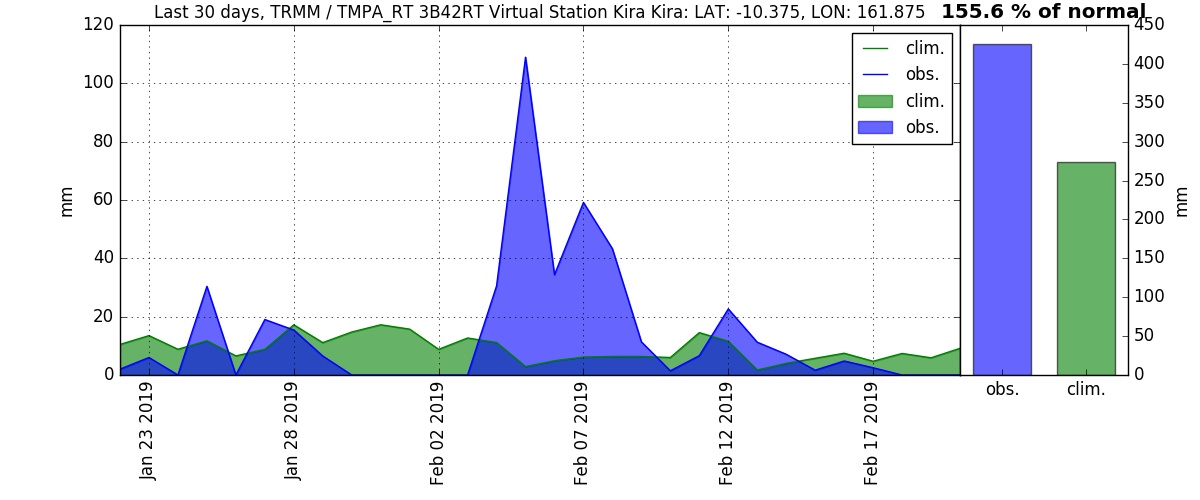 Last 30 days, TRMM / TMPA_RT 3B42RT Virtual Station Kira Kira: LAT: -10.375, LON: 161.875
155.6 % of normal
120
100
80
60
40
20
0
mm
clim.
obs.
clim.
obs.
Jan 23 2019
Jan 28 2019
Feb 02 2019
Feb 07 2019
Feb 12 2019
Feb 17 2019
450
400
350
300
250
200
150
100
50
0
mm
obs.
clim.